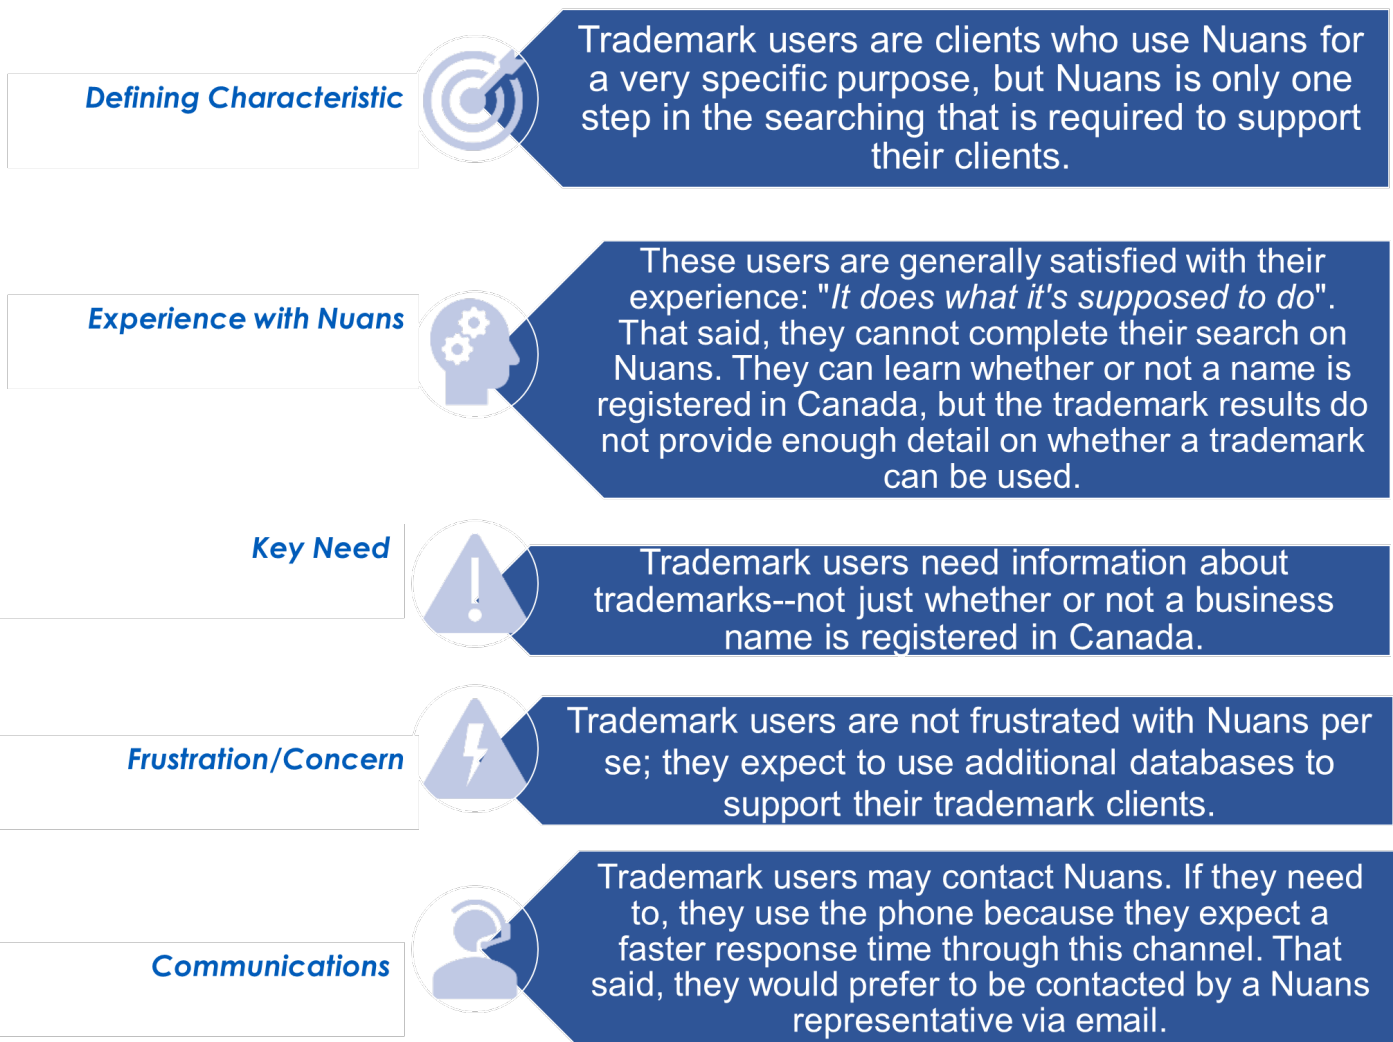 Defining Characteristic
Trademark users are clients who use Nuans for
a very specific purpose, but Nuans is only one
step in the searching that is required to support
their clients.
Experience with Nuans
These users are generally satisfied with their
experience: "It does what it's supposed to do".
That said, they cannot complete their search on
Nuans. They can learn whether or not a name is
registered in Canada, but the trademark results do
not provide enough detail on whether a trademark
can be used.
Key Need
Trademark users need information about
trademarks--not just whether or not a business
name is registered in Canada.
Frustration/Concern
Trademark users are not frustrated with Nuans per
se; they expect to use additional databases to
support their trademark clients.
Communications
Trademark users may contact Nuans. If they need
to, they use the phone because they expect a
faster response time through this channel. That
said, they would prefer to be contacted by a Nuans
representative via email.